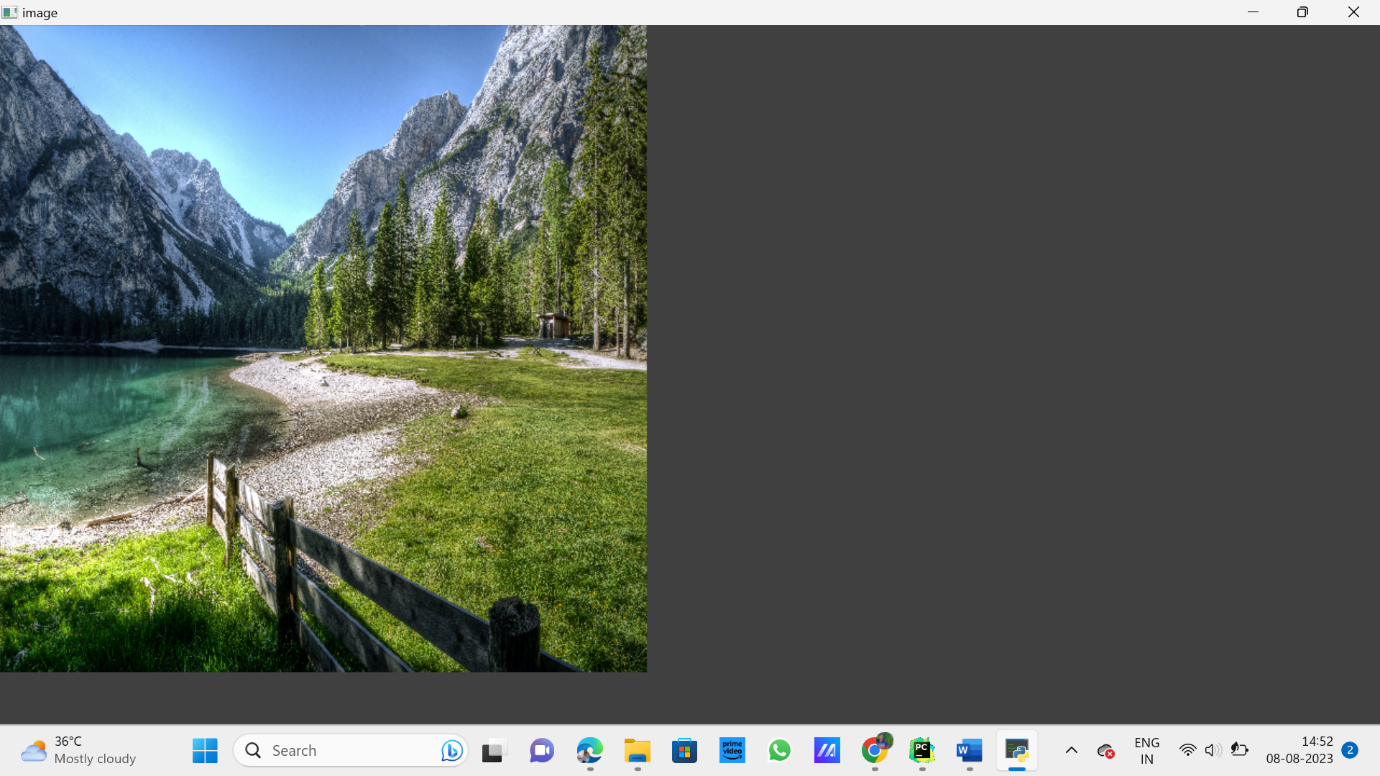 image
36°C
Mostly cloudy
Search
prime
video
PC
W
ENG
IN
14:52
08-08-2023
2